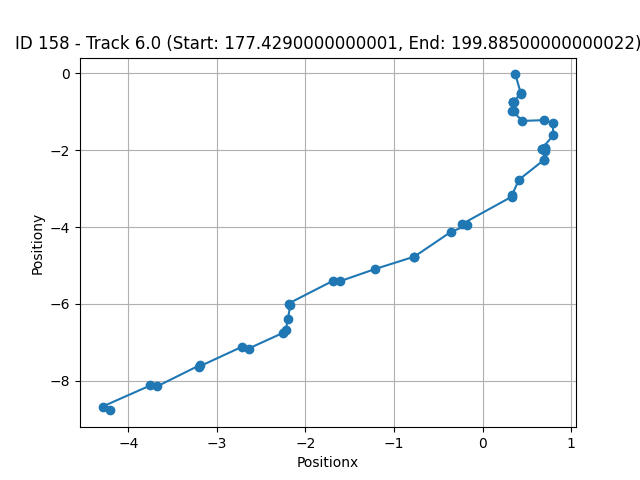 ID 158 - Track 6.0 (Start: 177.4290000000001, End: 199.88500000000022)
0
−2
−4
−6
−8
Positiony
−4 −3 −2 −1 0 1
Positionx